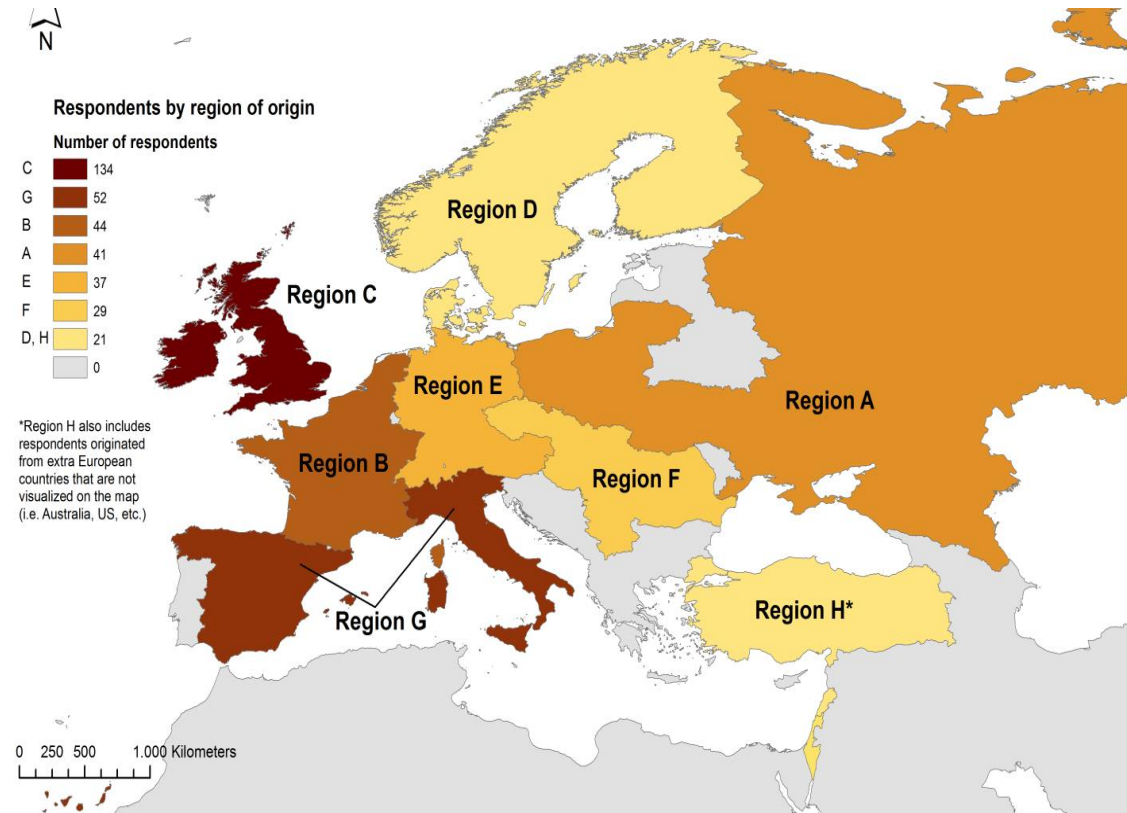 N
Respondents by region of origin
Number of respondents
C 134
G 52
B 44
A 41
E 37
F 29
D, H 21
0
*Region H also includes
respondents originated
from extra European
countries that are not
visualized on the map
(i.e. Australia, US, etc.)
Region D
Region C
Region E
Region A
Region B
Region F
Region H*
Region G
0 250 500 1.000 Kilometers